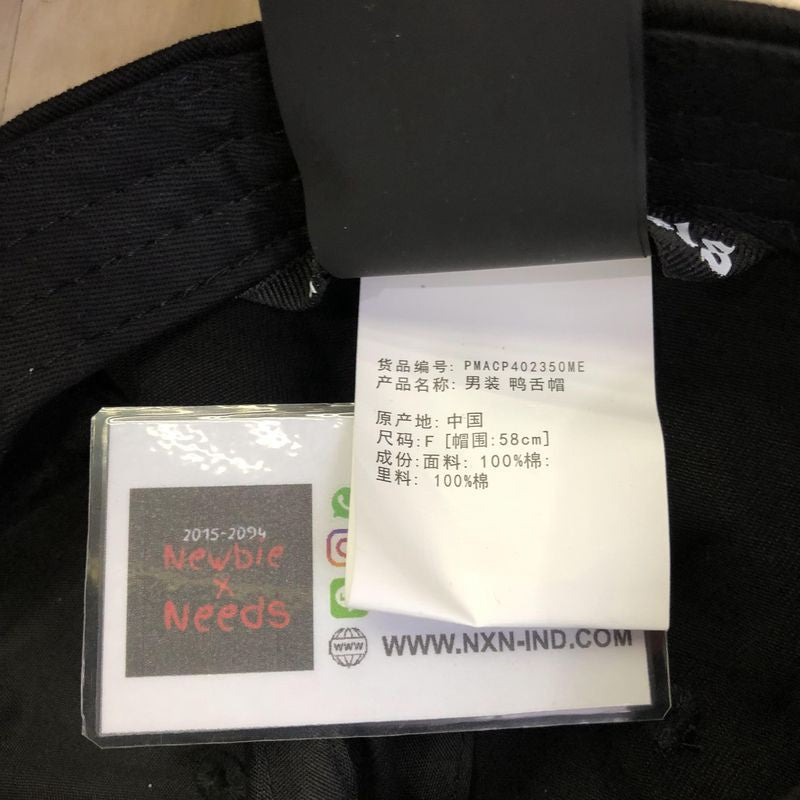 货品编号: PMACP402350ME
产品名称: 男装 鸭舌帽
原产地: 中国
尺码: F [帽围:58cm]
成份:面料: 100%棉:
里料: 100%棉
2015-2094
Newbie
x
Needs
www
WWW.NXN-IND.COM